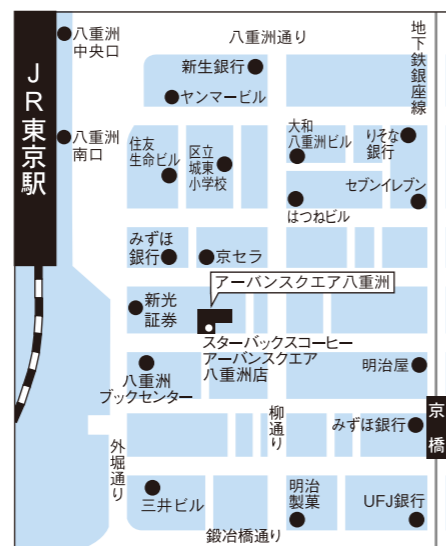 八重洲
中央口
八重洲通り
地下鉄銀座線
新生銀行
ヤンマービル
JR東京駅
八重洲
南口
住友
生命ビル
区立
城東
小学校
大和
八重洲ビル
りそな
銀行
セブンイレブン
はつねビル
みずほ
銀行
京セラ
アーバンスクエア八重洲
新光
証券
スターバックスコーヒー
アーバンスクエア
八重洲店
八重洲
ブックセンター
明治屋
柳通り
みずほ銀行
京橋
外堀通り
三井ビル
明治
製菓
UFJ銀行
鍛冶橋通り